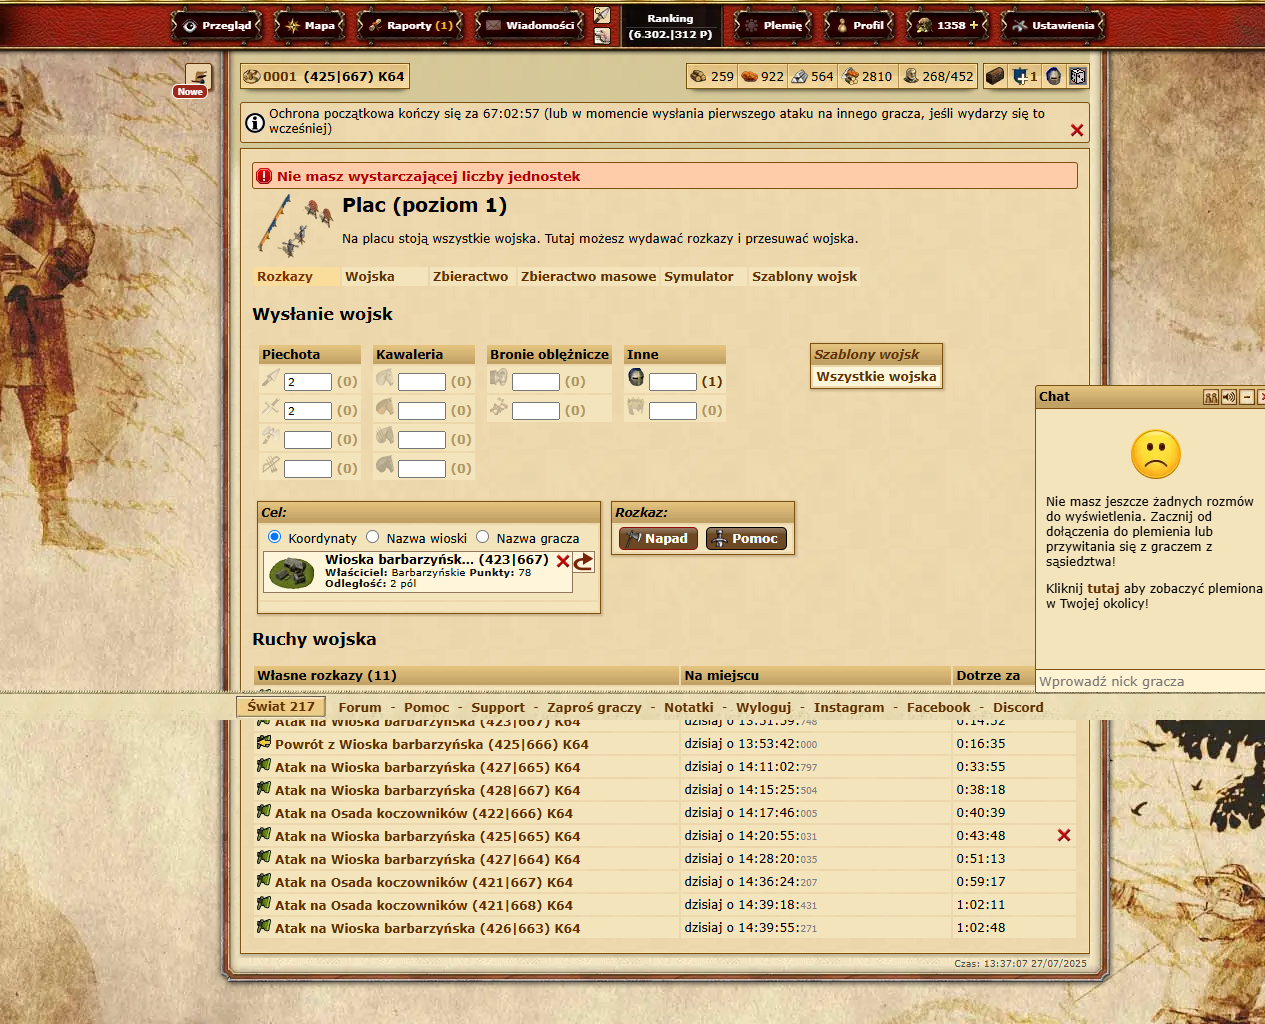 Przegląd
Mapa
Raporty (1)
Wiadomości
Ranking
(6.302.|312 P)
Plemię
Profil
1358 +
Ustawienia
Nowe
0001 (425|667) K64
259
922
564
2810
268/452
1
Ochrona początkowa kończy się za 67:02:57 (lub w momencie wysłania pierwszego ataku na innego gracza, jeśli wydarzy się to
wcześniej)
Nie masz wystarczającej liczby jednostek
Plac (poziom 1)
Na placu stoją wszystkie wojska. Tutaj możesz wydawać rozkazy i przesuwać wojska.
Rozkazy
Wojska
Zbieractwo
Zbieractwo masowe
Symulator
Szablony wojsk
Wysłanie wojsk
Piechota
Kawaleria
Bronie oblężnicze
Inne
2 (0)
(0)
(0)
(1)
2 (0)
(0)
(0)
(0)
(0)
(0)
(0)
(0)
Szablony wojsk
Wszystkie wojska
Cel:
Koordynaty
Nazwa wioski
Nazwa gracza
Wioska barbarzyńsk... (423|667)
Właściciel: Barbarzyńskie Punkty: 78
Odległość: 2 pól
Rozkaz:
Napad
Pomoc
Chat
Nie masz jeszcze żadnych rozmów
do wyświetlenia. Zacznij od
dołączenia do plemienia lub
przywitania się z graczem z
sąsiedztwa!
Kliknij tutaj aby zobaczyć plemiona
w Twojej okolicy!
Wprowadź nick gracza
Ruchy wojska
Własne rozkazy (11)
Na miejscu
Dotrze za
Świat 217
Forum - Pomoc - Support - Zaproś graczy - Notatki - Wyloguj - Instagram - Facebook - Discord
Atak na Wioska barbarzyńska (423|667) K64 dzisiaj o 13:51:59:748 0:14:52
Powrót z Wioska barbarzyńska (425|666) K64 dzisiaj o 13:53:42:000 0:16:35
Atak na Wioska barbarzyńska (427|665) K64 dzisiaj o 14:11:02:797 0:33:55
Atak na Wioska barbarzyńska (428|667) K64 dzisiaj o 14:15:25:504 0:38:18
Atak na Osada koczowników (422|666) K64 dzisiaj o 14:17:46:005 0:40:39
Atak na Wioska barbarzyńska (425|665) K64 dzisiaj o 14:20:55:031 0:43:48
Atak na Wioska barbarzyńska (427|664) K64 dzisiaj o 14:28:20:035 0:51:13
Atak na Osada koczowników (421|667) K64 dzisiaj o 14:36:24:207 0:59:17
Atak na Osada koczowników (421|668) K64 dzisiaj o 14:39:18:431 1:02:11
Atak na Wioska barbarzyńska (426|663) K64 dzisiaj o 14:39:55:271 1:02:48
Czas: 13:37:07 27/07/2025